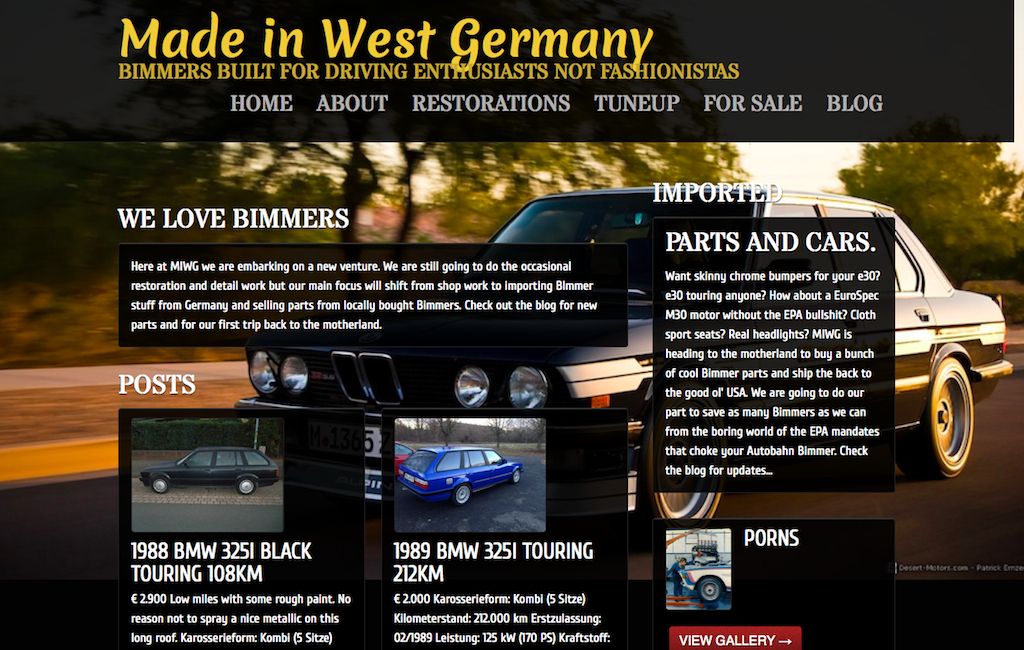 Made in West Germany
BIMMERS BUILT FOR DRIVING ENTHUSIASTS NOT FASHIONISTAS
HOME ABOUT RESTORATIONS TUNEUP FOR SALE BLOG
WE LOVE BIMMERS
Here at MIWG we are embarking on a new venture. We are still going to do the occasional
restoration and detail work but our main focus will shift from shop work to importing Bimmer
stuff from Germany and selling parts from locally bought Bimmers. Check out the blog for new
parts and for our first trip back to the motherland.
POSTS
M·1365
ALPIN
1988 BMW 325I BLACK
TOURING 108KM
€ 2.900 Low miles with some rough paint. No
reason not to spray a nice metallic on this
long roof. Karosserieform: Kombi (5 Sitze)
1989 BMW 325I TOURING
212KM
€ 2.000 Karosserieform: Kombi (5 Sitze)
Kilometerstand: 212.000 km Erstzulassung:
02/1989 Leistung: 125 kW (170 PS) Kraftstoff:
IMPORTED
PARTS AND CARS.
Want skinny chrome bumpers for your e30?
e30 touring anyone? How about a EuroSpec
M30 motor without the EPA bullshit? Cloth
sport seats? Real headlights? MIWG is
heading to the motherland to buy a bunch
of cool Bimmer parts and ship the back to
the good ol' USA. We are going to do our
part to save as many Bimmers as we can
from the boring world of the EPA mandates
that choke your Autobahn Bimmer. Check
the blog for updates...
PORNS
VIEW GALLERY →
Desert-Motors.com - Patrick Ernzen